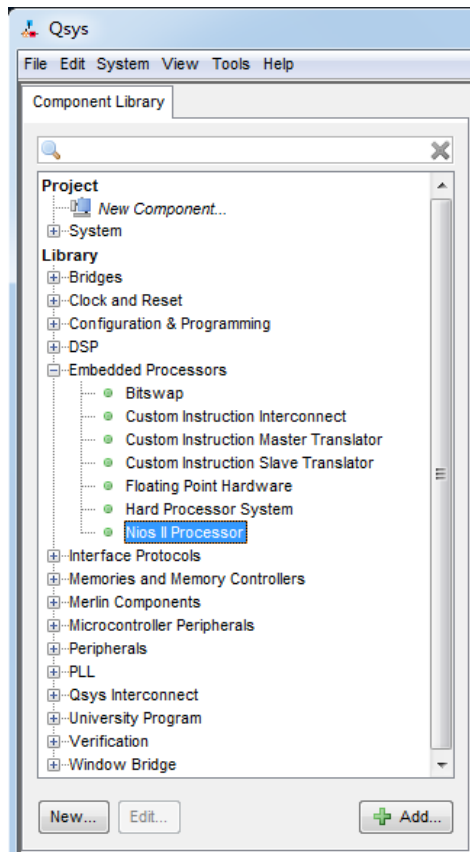 Qsys
File Edit System View Tools Help
Component Library
Project
New Component...
System
Library
Bridges
Clock and Reset
Configuration & Programming
DSP
Embedded Processors
Bitswap
Custom Instruction Interconnect
Custom Instruction Master Translator
Custom Instruction Slave Translator
Floating Point Hardware
Hard Processor System
Nios II Processor
Interface Protocols
Memories and Memory Controllers
Merlin Components
Microcontroller Peripherals
Peripherals
PLL
Qsys Interconnect
University Program
Verification
Window Bridge
New... Edit... Add...